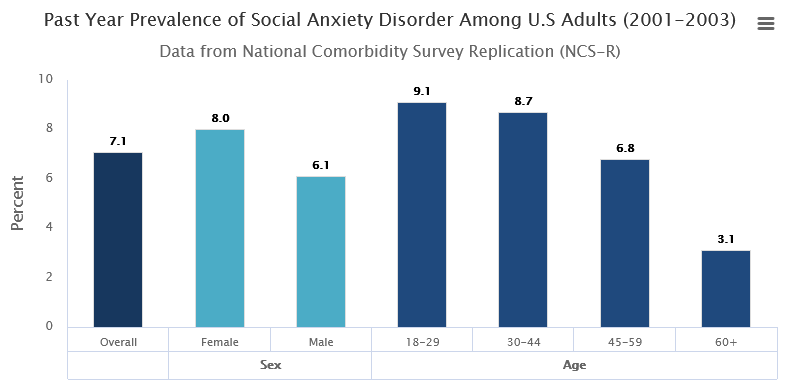 Past Year Prevalence of Social Anxiety Disorder Among U.S Adults (2001-2003)
Data from National Comorbidity Survey Replication (NCS-R)
Percent
10
8
6
4
2
0
7.1
8.0
6.1
9.1
8.7
6.8
3.1
Overall
Female
Male
18-29
30-44
45-59
60+
Sex
Age